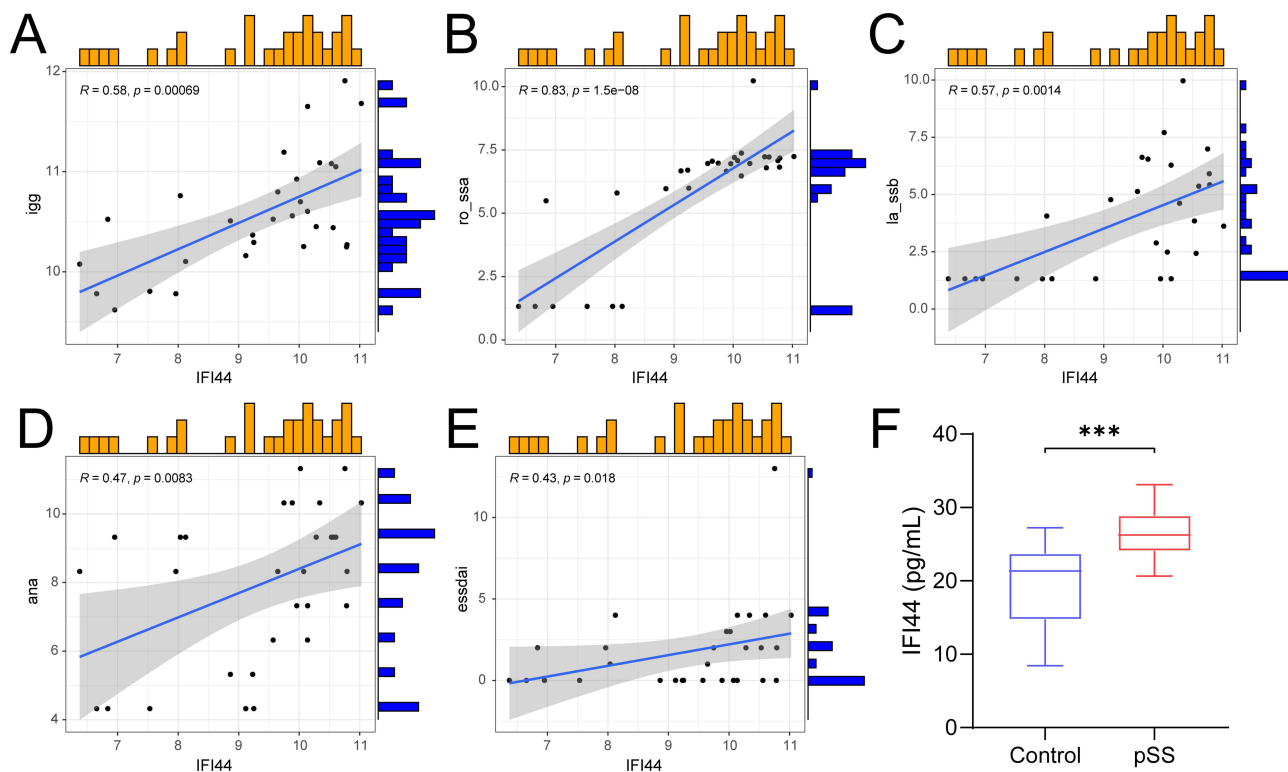 A
R = 0.58, p = 0.00069
12
11
10
igg
7 8 9 10 11
IFI44
B
R = 0.83, p = 1.5e−08
10.0
7.5
5.0
2.5
0.0
ro_ssa
7 8 9 10 11
IFI44
C
R = 0.57, p = 0.0014
10.0
7.5
5.0
2.5
0.0
la_ssb
7 8 9 10 11
IFI44
D
R = 0.47, p = 0.0083
10
8
6
4
ana
7 8 9 10 11
IFI44
E
R = 0.43, p = 0.018
10
5
0
essdai
7 8 9 10 11
IFI44
F
***
40
30
20
10
0
IFI44 (pg/mL)
Control pSS